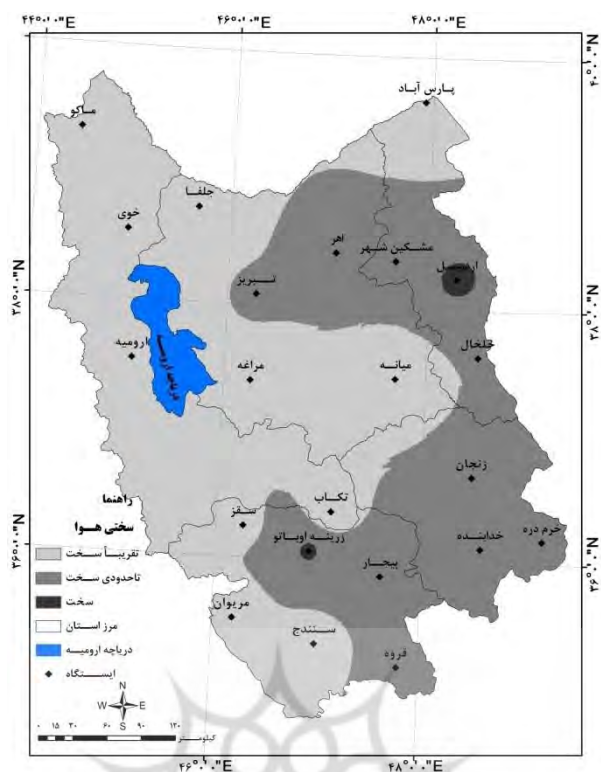 ۴۴°۰'۰"E
۴۶°۰'۰"E
۴۸°۰'۰"E
۴۰°۰'۰"N
۳۸°۰'۰"N
۳۸°۰'۰"N
۳۶°۰'۰"N
۳۶°۰'۰"N
پارس آباد
ماکو
جلفا
خوی
اهر
مشکین شهر
اردبیل
تبریز
ارومیه
دریاچه ارومیه
مراغه
میانه
خلخال
زنجان
راهنما
سختی هوا
تقریباً سخت
تاحدودی سخت
سخت
مرز استان
دریاچه ارومیه
ایستگاه
تکاب
سقز
زرینه اوباتو
خدابنده
خرم دره
بیجار
مریوان
سنندج
قروه
N
W E
S
۰ ۱۵ ۳۰ ۶۰ ۹۰ ۱۲۰
کیلومتر
۴۶°۰'۰"E
۴۸°۰'۰"E